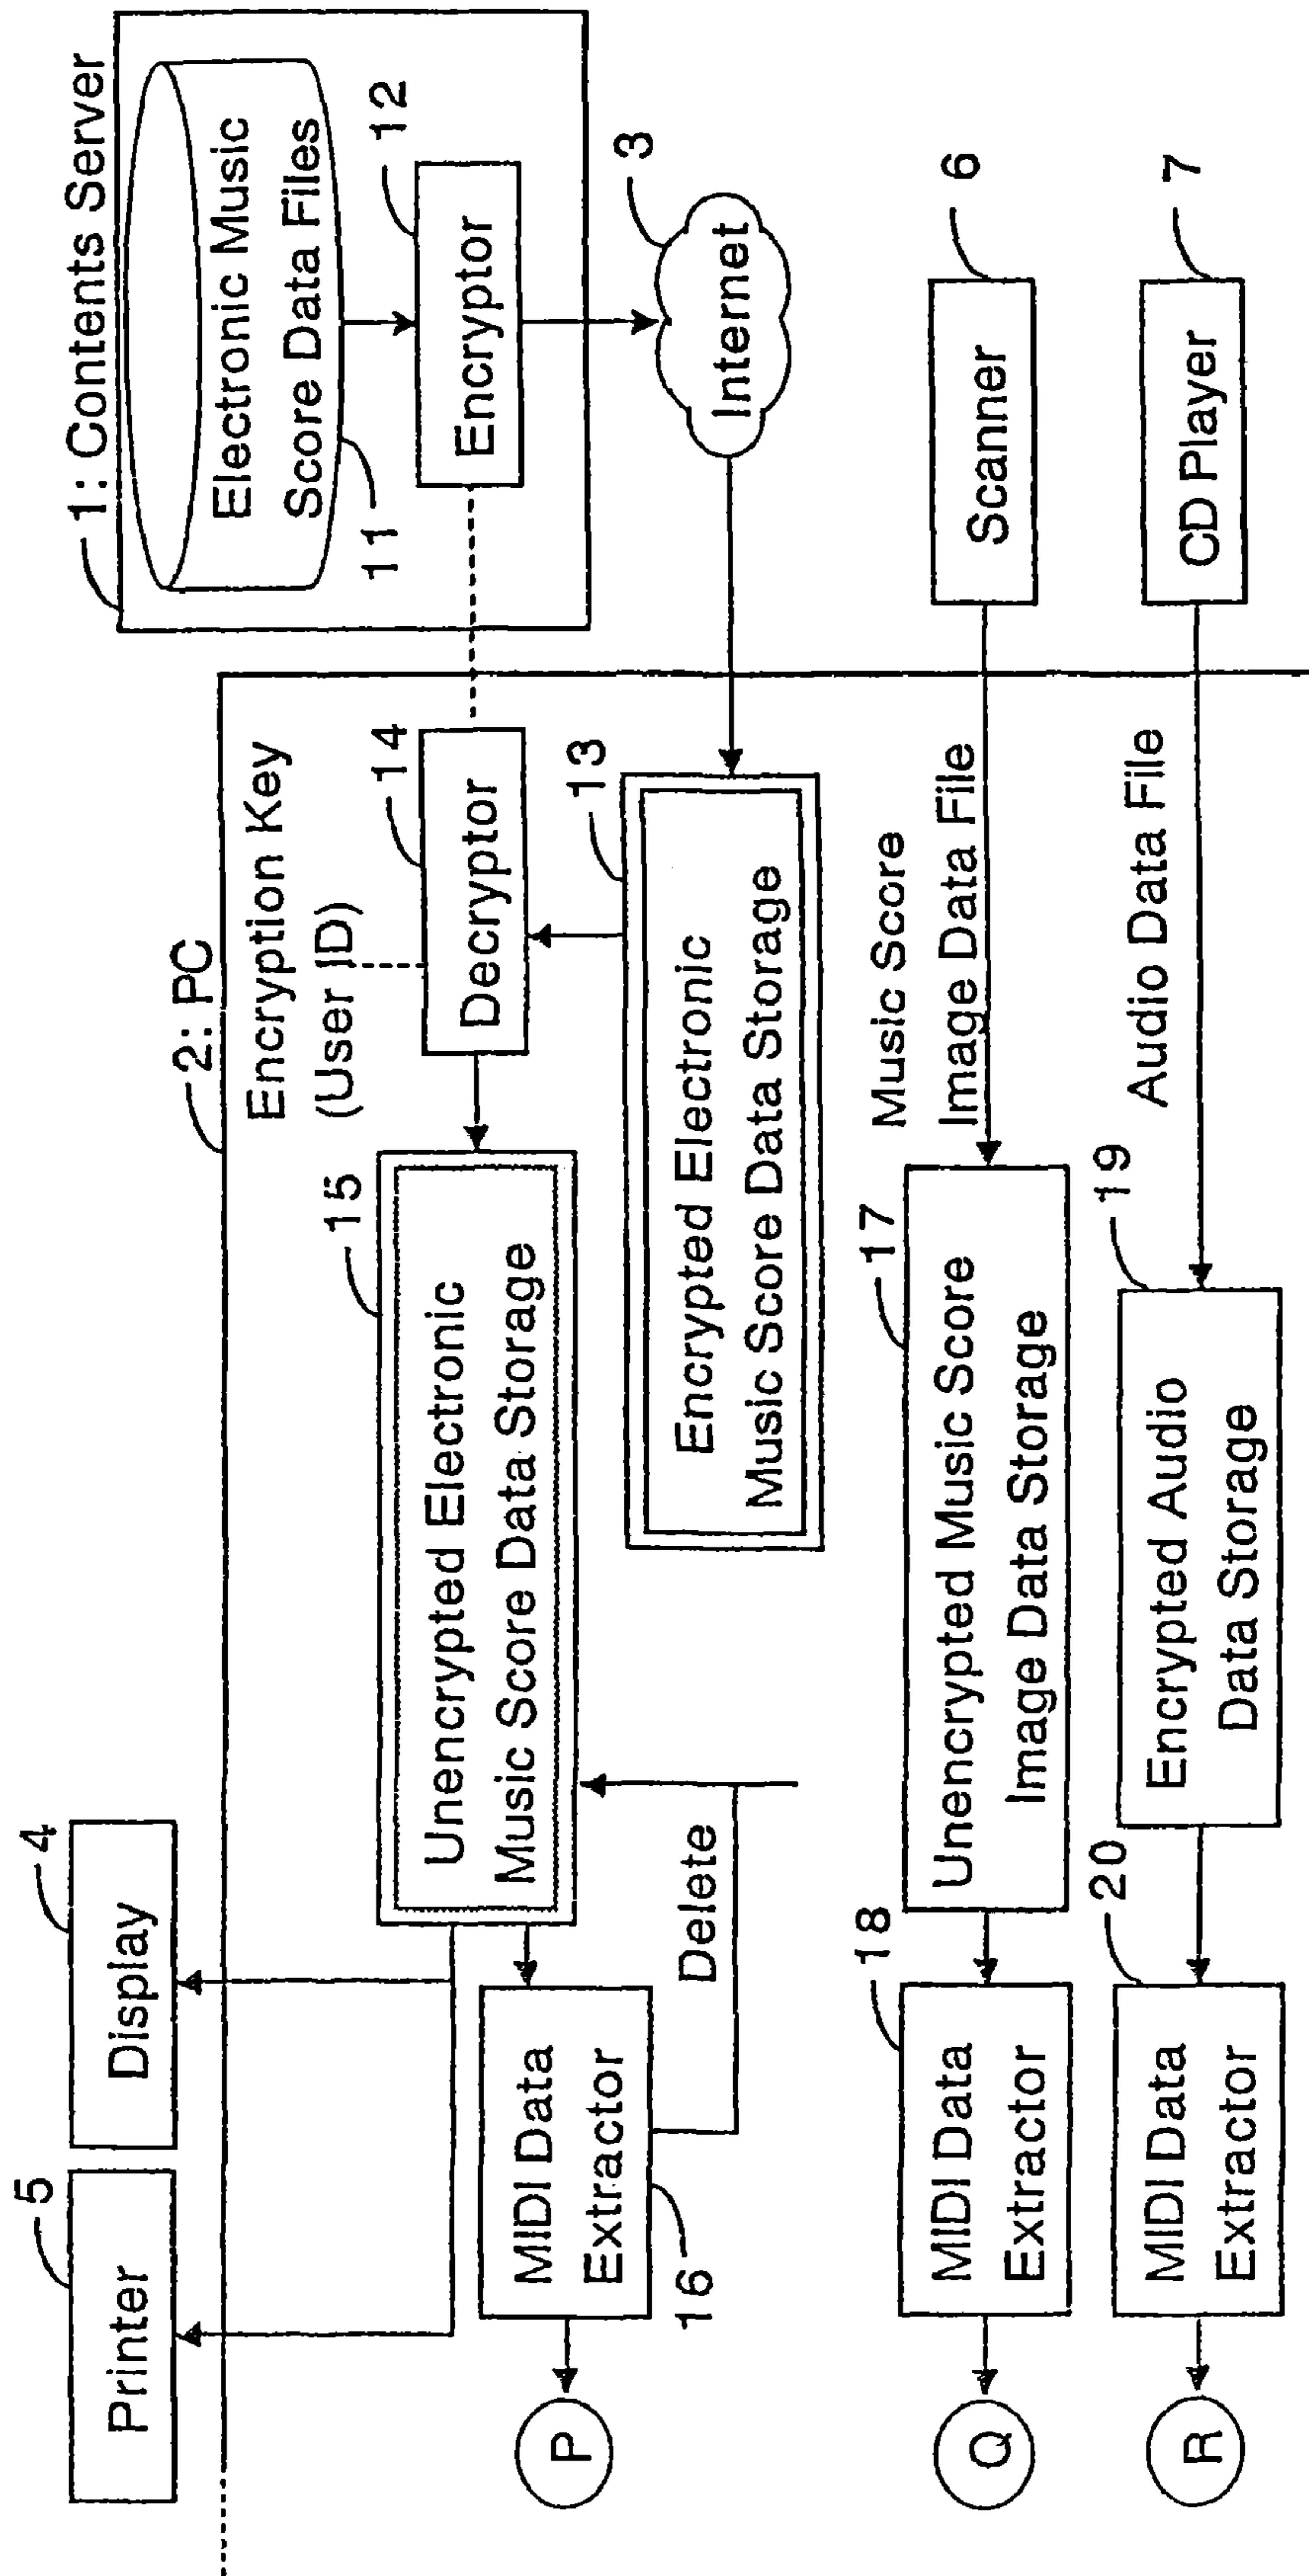 5
Printer
4
Display
2: PC
1: Contents Server
Electronic Music
Score Data Files
11
12
Encryptor
3
Internet
Encryption Key
(User ID)
14
Decryptor
15
Unencrypted Electronic
Music Score Data Storage
13
Encrypted Electronic
Music Score Data Storage
MIDI Data
Extractor
16
Delete
P
6
Scanner
Music Score
Image Data File
17
Unencrypted Music Score
Image Data Storage
18
MIDI Data
Extractor
Q
7
CD Player
Audio Data File
19
Encrypted Audio
Data Storage
20
MIDI Data
Extractor
R